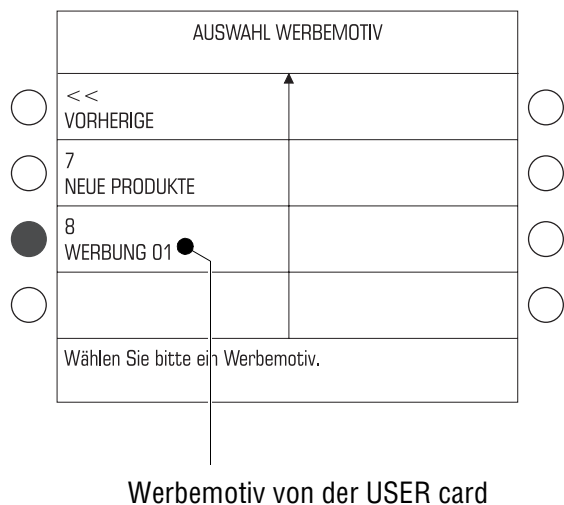 AUSWAHL WERBEMOTIV
<<
VORHERIGE
7
NEUE PRODUKTE
8
WERBUNG 01
Wählen Sie bitte ein Werbemotiv.
Werbemotiv von der USER card